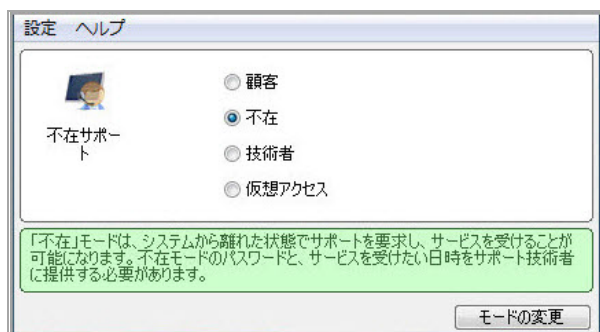 設定 ヘルプ
顧客
不在
不在サポー
ト
技術者
仮想アクセス
「不在」モードは、システムから離れた状態でサポートを要求し、サービスを受けることが
可能になります。不在モードのパスワードと、サービスを受けたい日時をサポート技術者
に提供する必要があります。
モードの変更